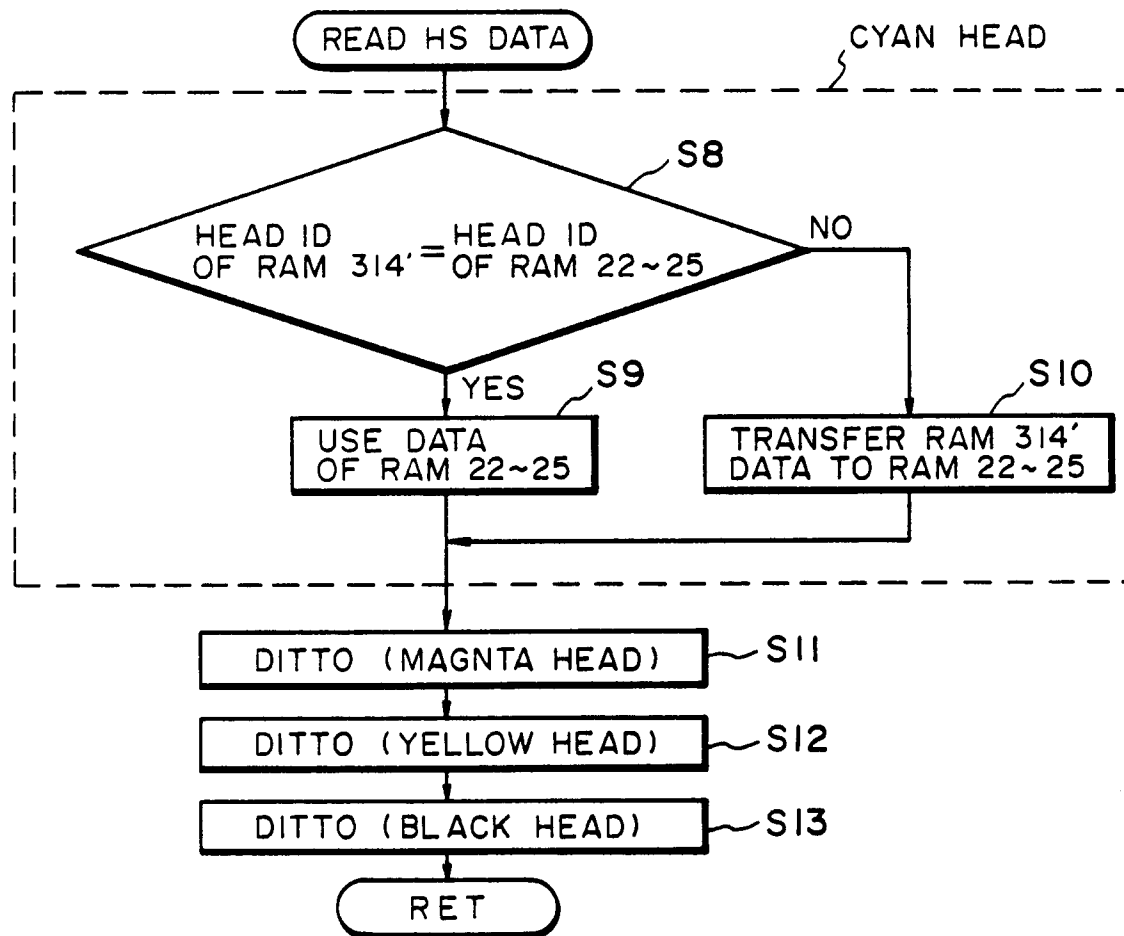 READ HS DATA
CYAN HEAD
S8
HEAD ID OF RAM 314' = HEAD ID OF RAM 22~25
NO
YES
S9
S10
USE DATA
OF RAM 22~25
TRANSFER RAM 314'
DATA TO RAM 22~25
DITTO (MAGNTA HEAD)
S11
DITTO (YELLOW HEAD)
S12
DITTO (BLACK HEAD)
S13
RET